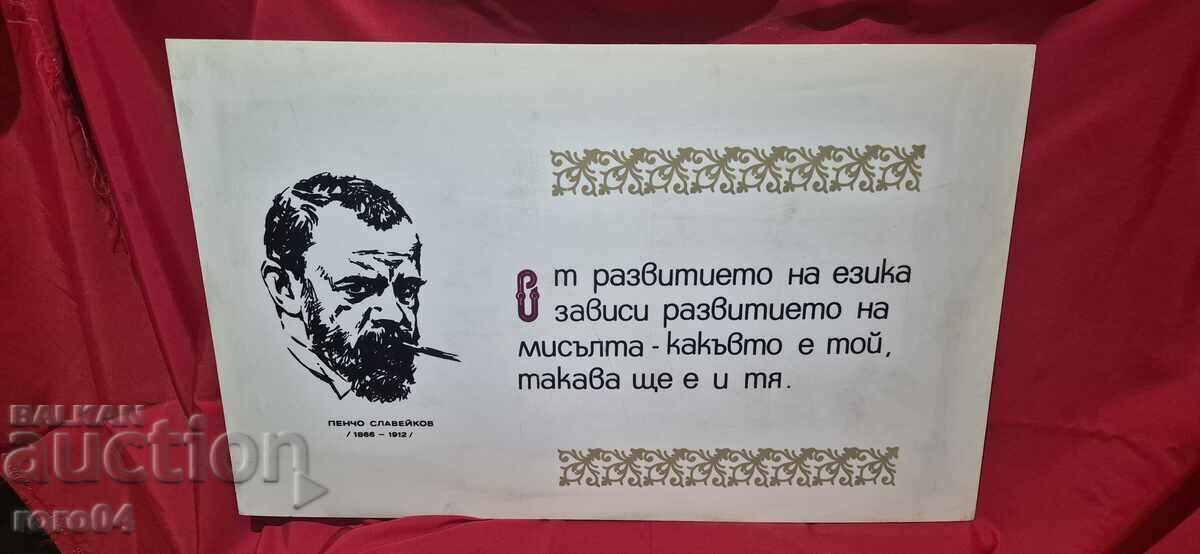 От развитието на езика
зависи развитието на
мисълта - какъвто е той,
такава ще е и тя.
ПЕНЧО СЛАВЕЙКОВ
/ 1866 - 1912 /
BALKAN
auction
roro04